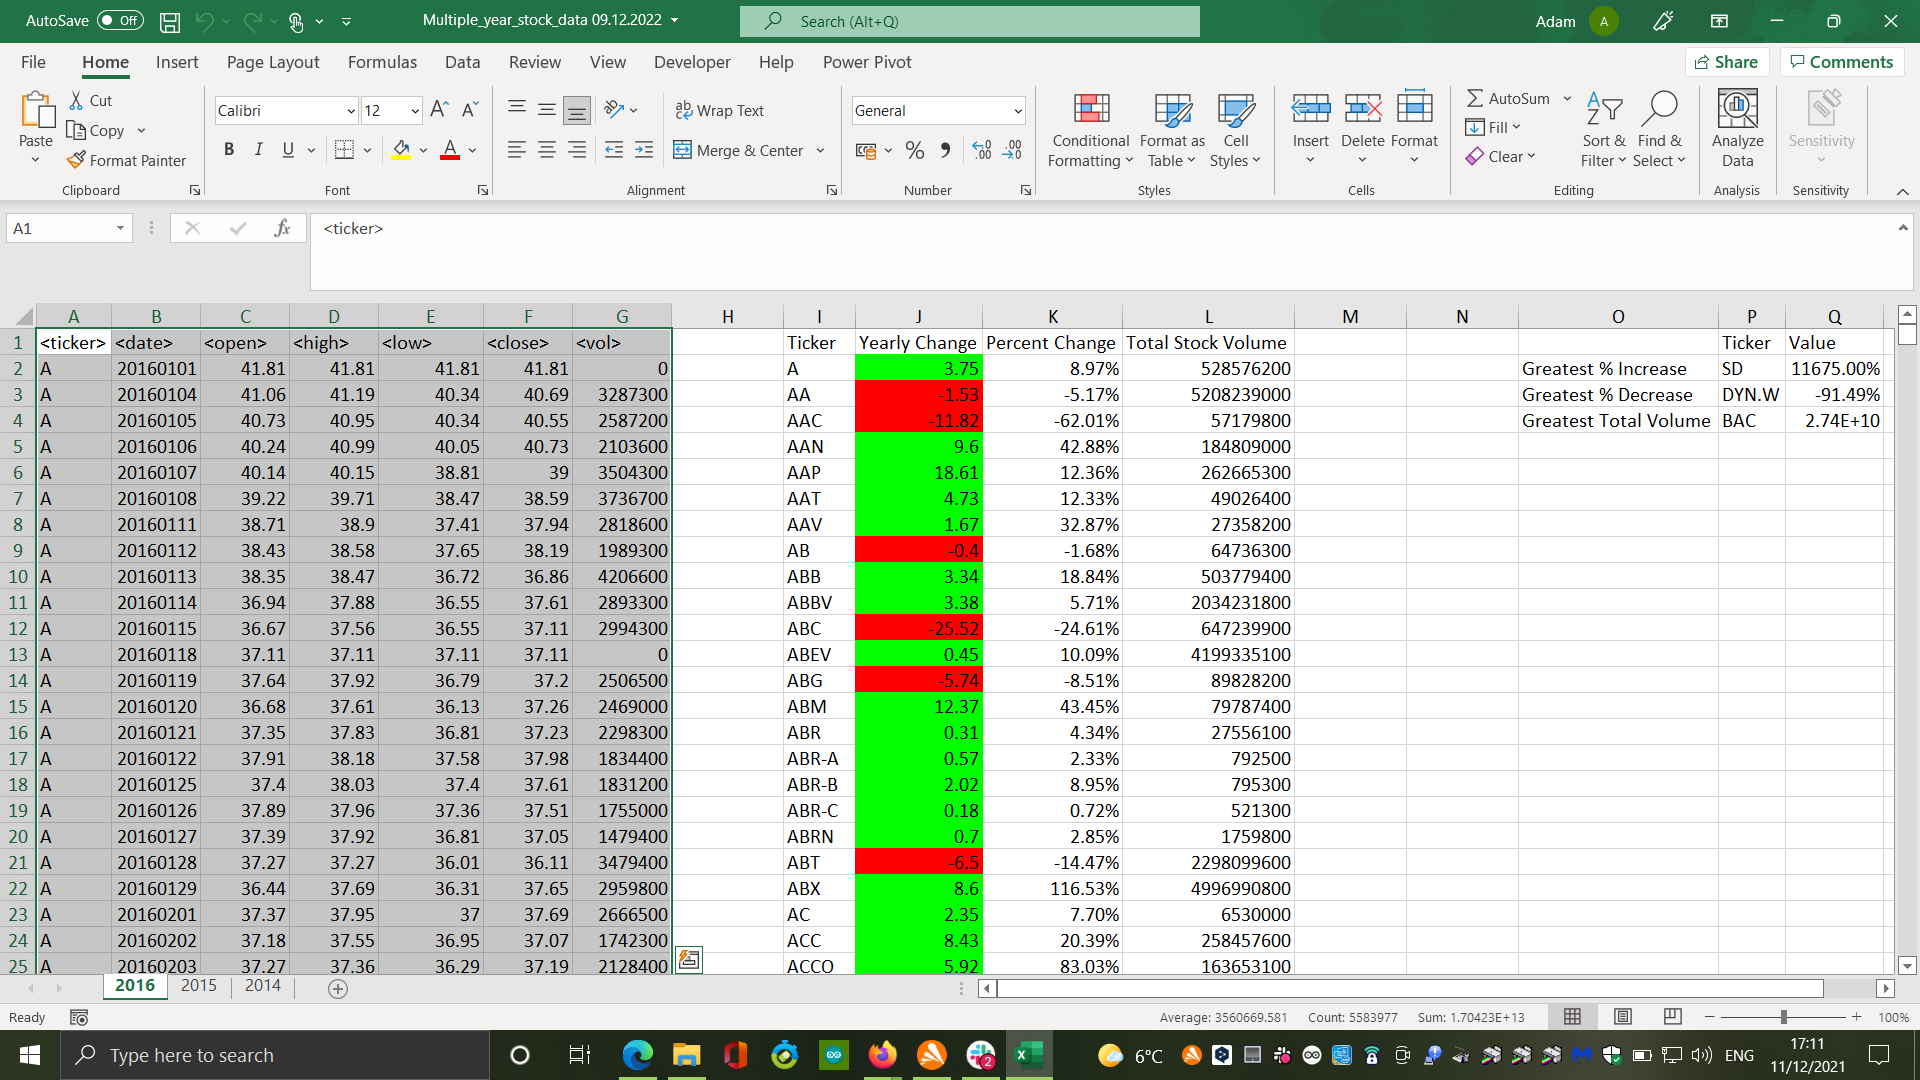 AutoSave Off Multiple_year_stock_data 09.12.2022 Search (Alt+Q) Adam A
File Home Insert Page Layout Formulas Data Review View Developer Help Power Pivot Share Comments
Paste Cut Copy Format Painter
Clipboard
Calibri 12
B I U A
Font
ab Wrap Text
Merge & Center
Alignment
General
% 9 .00 .00
Number
Conditional Formatting Format as Table Cell Styles
Styles
Insert Delete Format
Cells
AutoSum Fill Clear Sort & Filter Find & Select
Editing
Analyze Data
Analysis
Sensitivity
Sensitivity
A1 fx <ticker>
A B C D E F G H I J K L M N O P Q
1 <ticker> <date> <open> <high> <low> <close> <vol> Ticker Yearly Change Percent Change Total Stock Volume Ticker Value
2 A 20160101 41.81 41.81 41.81 41.81 0 A 3.75 8.97% 528576200 Greatest % Increase SD 11675.00%
3 A 20160104 41.06 41.19 40.34 40.69 3287300 AA -1.53 -5.17% 5208239000 Greatest % Decrease DYN.W -91.49%
4 A 20160105 40.73 40.95 40.34 40.55 2587200 AAC -11.82 -62.01% 57179800 Greatest Total Volume BAC 2.74E+10
5 A 20160106 40.24 40.99 40.05 40.73 2103600 AAN 9.6 42.88% 184809000
6 A 20160107 40.14 40.15 38.81 39 3504300 AAP 18.61 12.36% 262665300
7 A 20160108 39.22 39.71 38.47 38.59 3736700 AAT 4.73 12.33% 49026400
8 A 20160111 38.71 38.9 37.41 37.94 2818600 AAV 1.67 32.87% 27358200
9 A 20160112 38.43 38.58 37.65 38.19 1989300 AB -0.4 -1.68% 64736300
10 A 20160113 38.35 38.47 36.72 36.86 4206600 ABB 3.34 18.84% 503779400
11 A 20160114 36.94 37.88 36.55 37.61 2893300 ABBV 3.38 5.71% 2034231800
12 A 20160115 36.67 37.56 36.55 37.11 2994300 ABC -25.52 -24.61% 647239900
13 A 20160118 37.11 37.11 37.11 37.11 0 ABEV 0.45 10.09% 4199335100
14 A 20160119 37.64 37.92 36.79 37.2 2506500 ABG -5.74 -8.51% 89828200
15 A 20160120 36.68 37.61 36.13 37.26 2469000 ABM 12.37 43.45% 79787400
16 A 20160121 37.35 37.83 36.81 37.23 2298300 ABR 0.31 4.34% 27556100
17 A 20160122 37.91 38.18 37.58 37.98 1834400 ABR-A 0.57 2.33% 792500
18 A 20160125 37.4 38.03 37.4 37.61 1831200 ABR-B 2.02 8.95% 795300
19 A 20160126 37.89 37.96 37.36 37.51 1755000 ABR-C 0.18 0.72% 521300
20 A 20160127 37.39 37.92 36.81 37.05 1479400 ABRN 0.7 2.85% 1759800
21 A 20160128 37.27 37.27 36.01 36.11 3479400 ABT -6.5 -14.47% 2298099600
22 A 20160129 36.44 37.69 36.31 37.65 2959800 ABX 8.6 116.53% 4996990800
23 A 20160201 37.37 37.95 37 37.69 2666500 AC 2.35 7.70% 6530000
24 A 20160202 37.18 37.55 36.95 37.07 1742300 ACC 8.43 20.39% 258457600
25 A 20160203 37.27 37.36 36.29 37.19 2128400 ACCO 5.92 83.03% 163653100
2016 2015 2014
Ready Average: 3560669.581 Count: 5583977 Sum: 1.70423E+13 100%
Type here to search 2 6°C ENG 17:11
11/12/2021